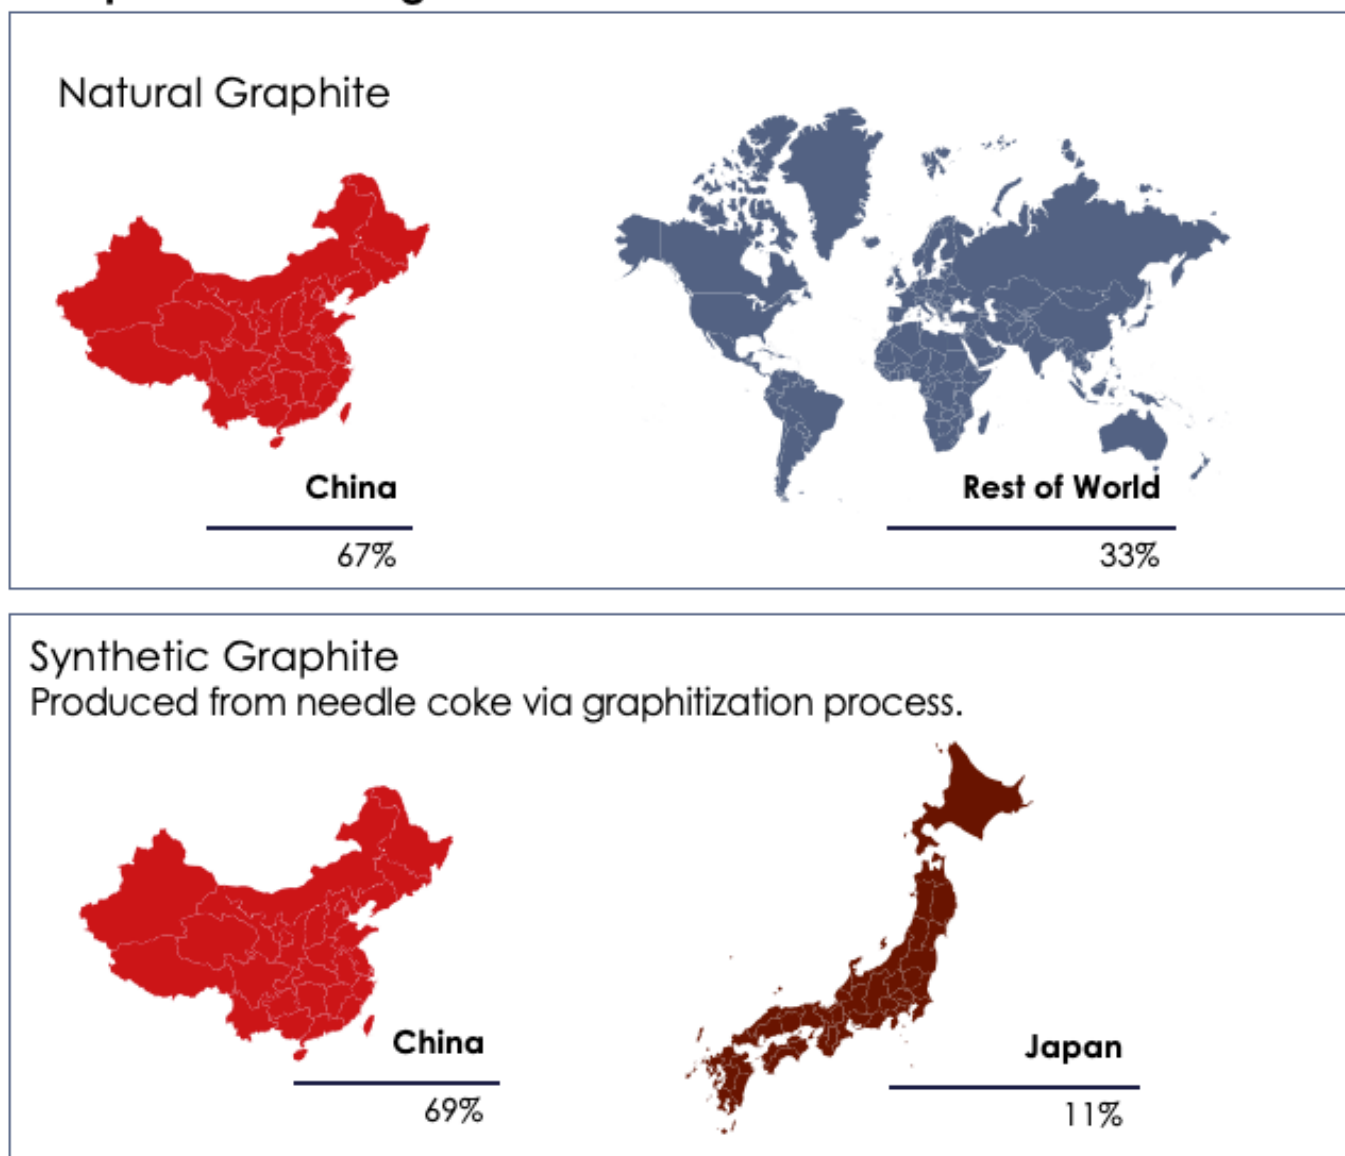 Natural Graphite
China
67%
Rest of World
33%
Synthetic Graphite
Produced from needle coke via graphitization process.
China
69%
Japan
11%